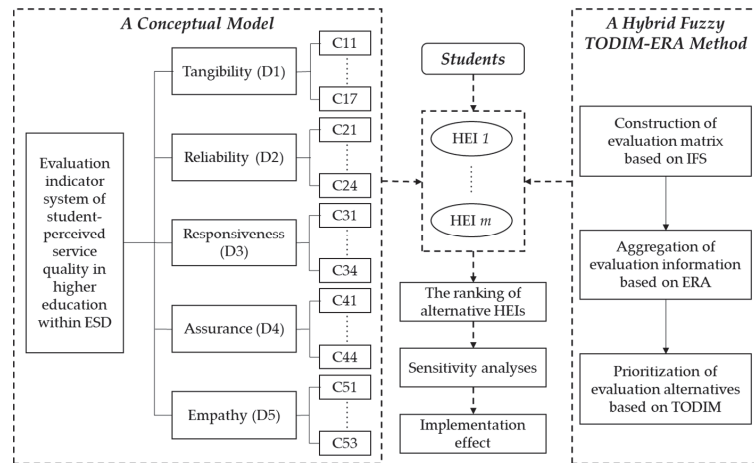 A Conceptual Model
Evaluation
indicator
system of
student-
perceived
service
quality in
higher
education
within ESD
Tangibility (D1)
Reliability (D2)
Responsiveness
(D3)
Assurance (D4)
Empathy (D5)
C11
C17
C21
C24
C31
C34
C41
C44
C51
C53
Students
HEI 1
HEI m
The ranking of
alternative HEIs
Sensitivity analyses
Implementation
effect
A Hybrid Fuzzy
TODIM-ERA Method
Construction of
evaluation matrix
based on IFS
Aggregation of
evaluation information
based on ERA
Prioritization of
evaluation alternatives
based on TODIM